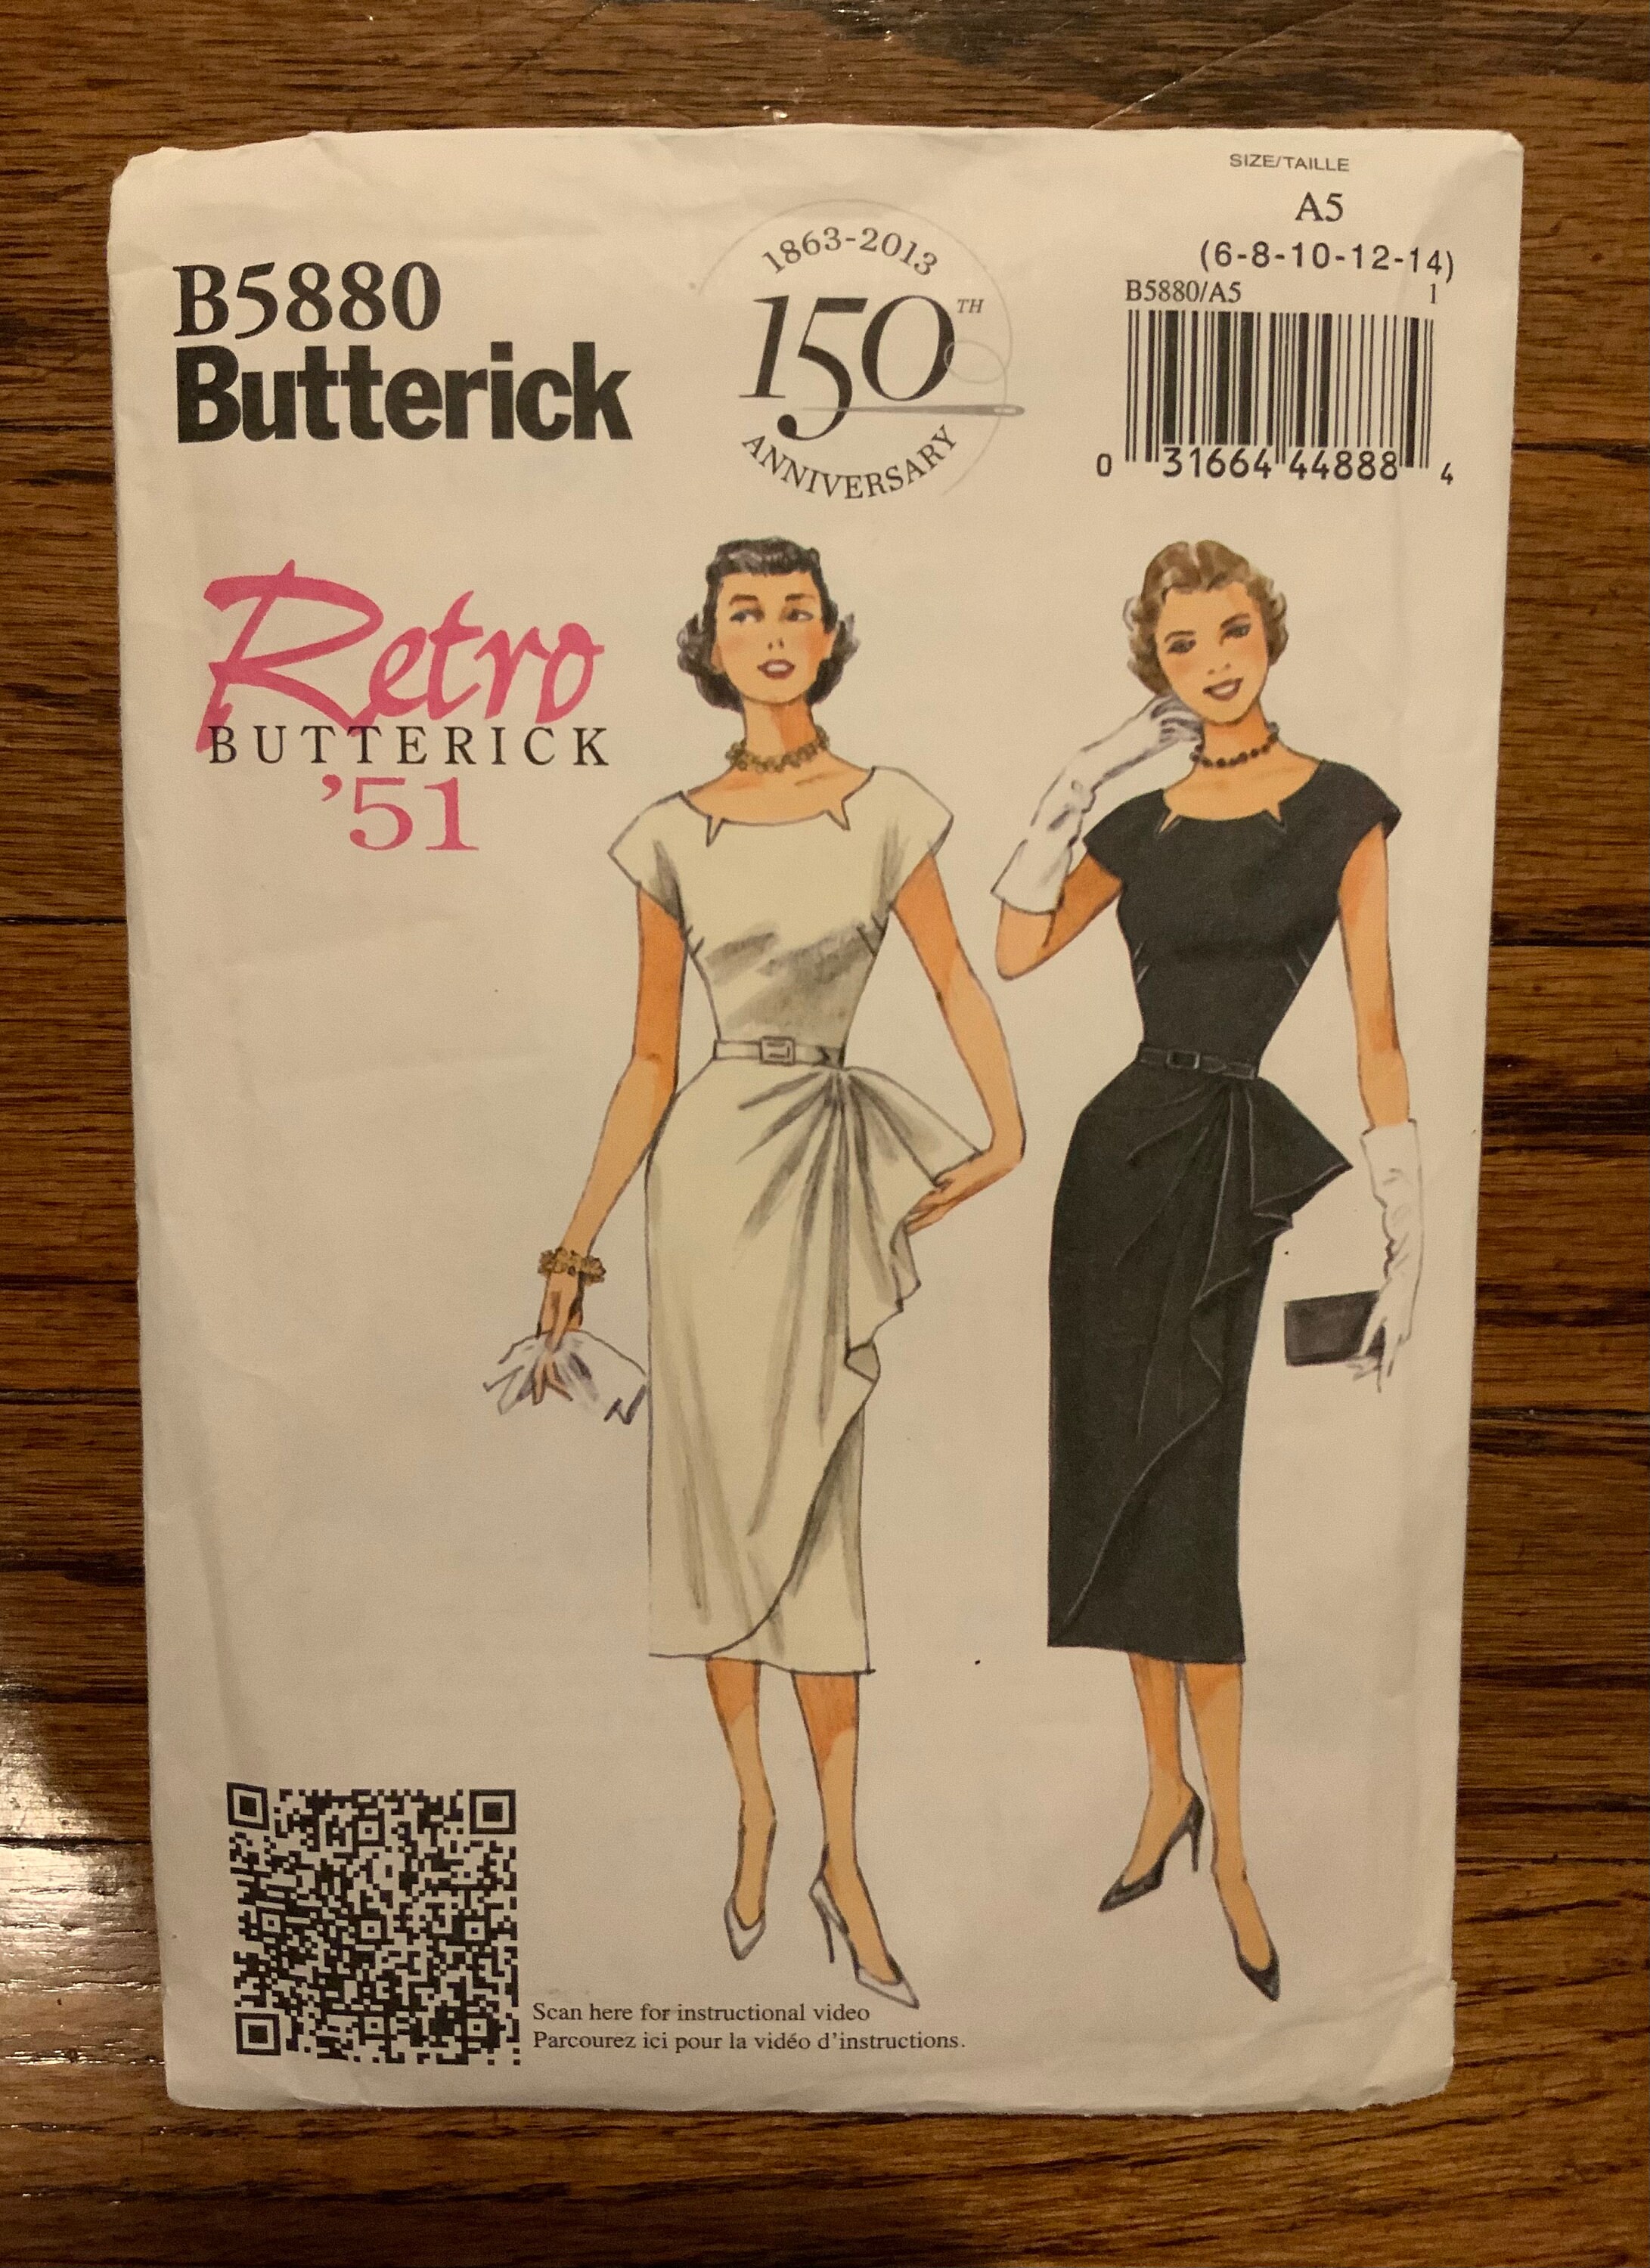 SIZE/TAILLE
A5
(6-8-10-12-14)
B5880/A5 1
0 31664 44888 4
B5880
Butterick
1863-2013
150TH
ANNIVERSARY
Retro
BUTTERICK
'51
Scan here for instructional video
Parcourez ici pour la vidéo d'instructions.